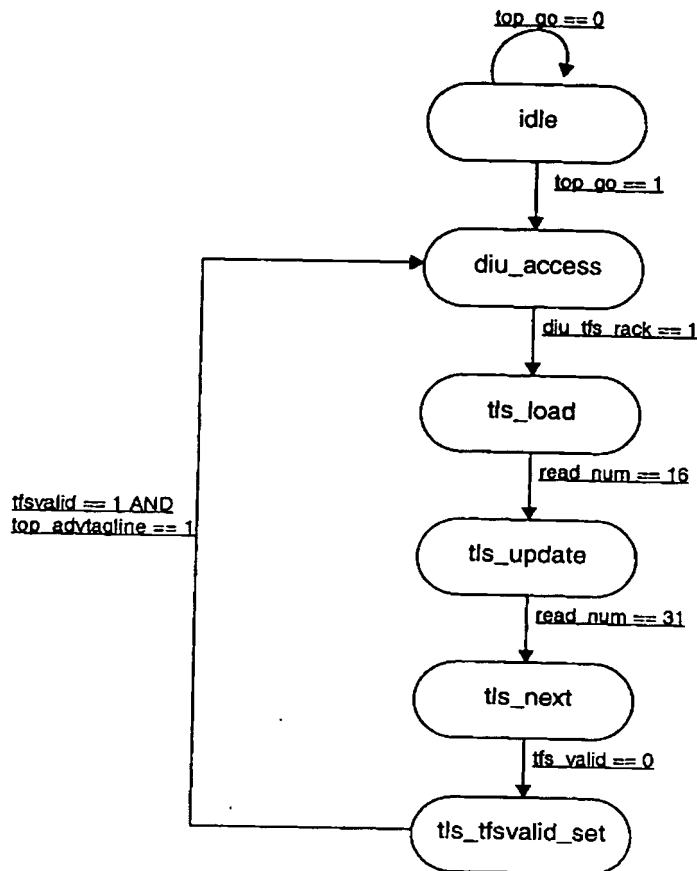 top_go == 0
idle
top_go == 1
diu_access
diu_tfs_rack == 1
tls_load
read_num == 16
tfsvalid == 1 AND
top_advtagline == 1
tls_update
read_num == 31
tls_next
tfs_valid == 0
tls_tfsvalid_set